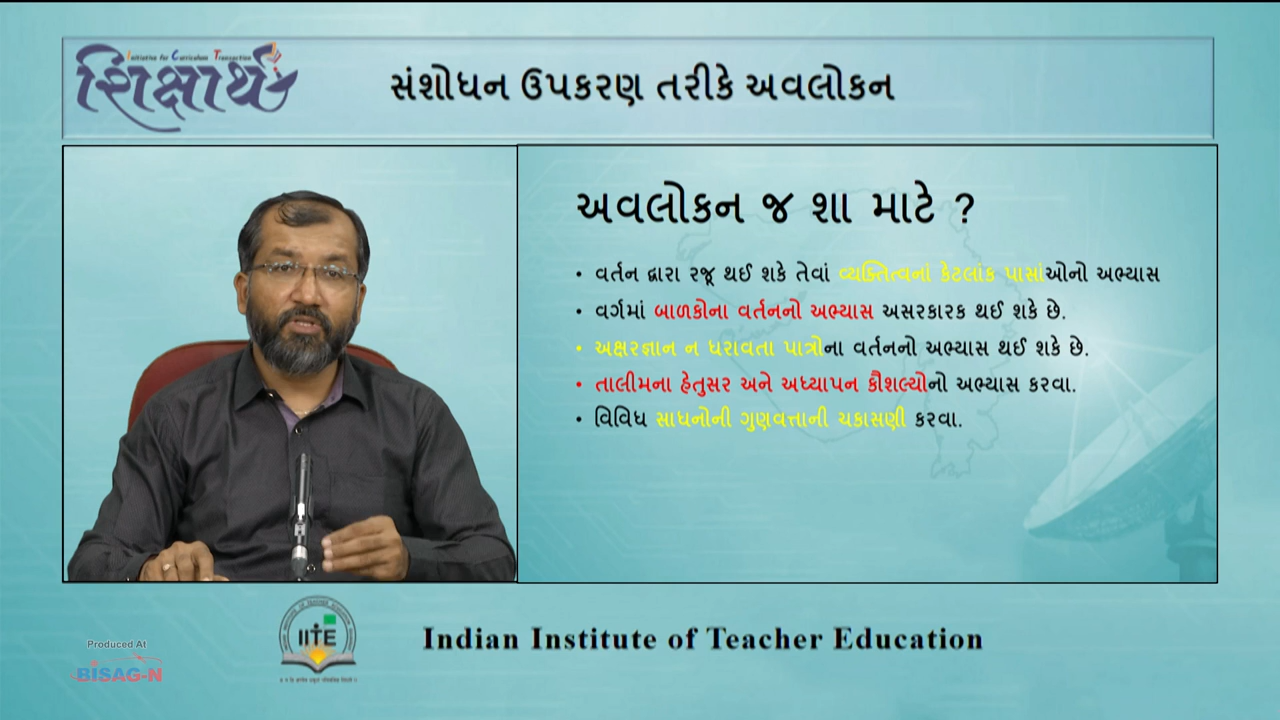 Initiative for Curriculum Transaction
શિક્ષાર્થ
સંશોધન ઉપકરણ તરીકે અવલોકન
અવલોકન જ શા માટે ?
• વર્તન દ્વારા રજૂ થઈ શકે તેવાં વ્યક્તિત્વનાં કેટલાંક પાસાંઓનો અભ્યાસ
• વર્ગમાં બાળકોના વર્તનનો અભ્યાસ અસરકારક થઈ શકે છે.
• અક્ષરજ્ઞાન ન ધરાવતા પાત્રોના વર્તનનો અભ્યાસ થઈ શકે છે.
• તાલીમના હેતુસર અને અધ્યાપન કૌશલ્યોનો અભ્યાસ કરવા.
• વિવિધ સાધનોની ગુણવત્તાની ચકાસણી કરવા.
Produced At
BISAG-N
IITE
Indian Institute of Teacher Education